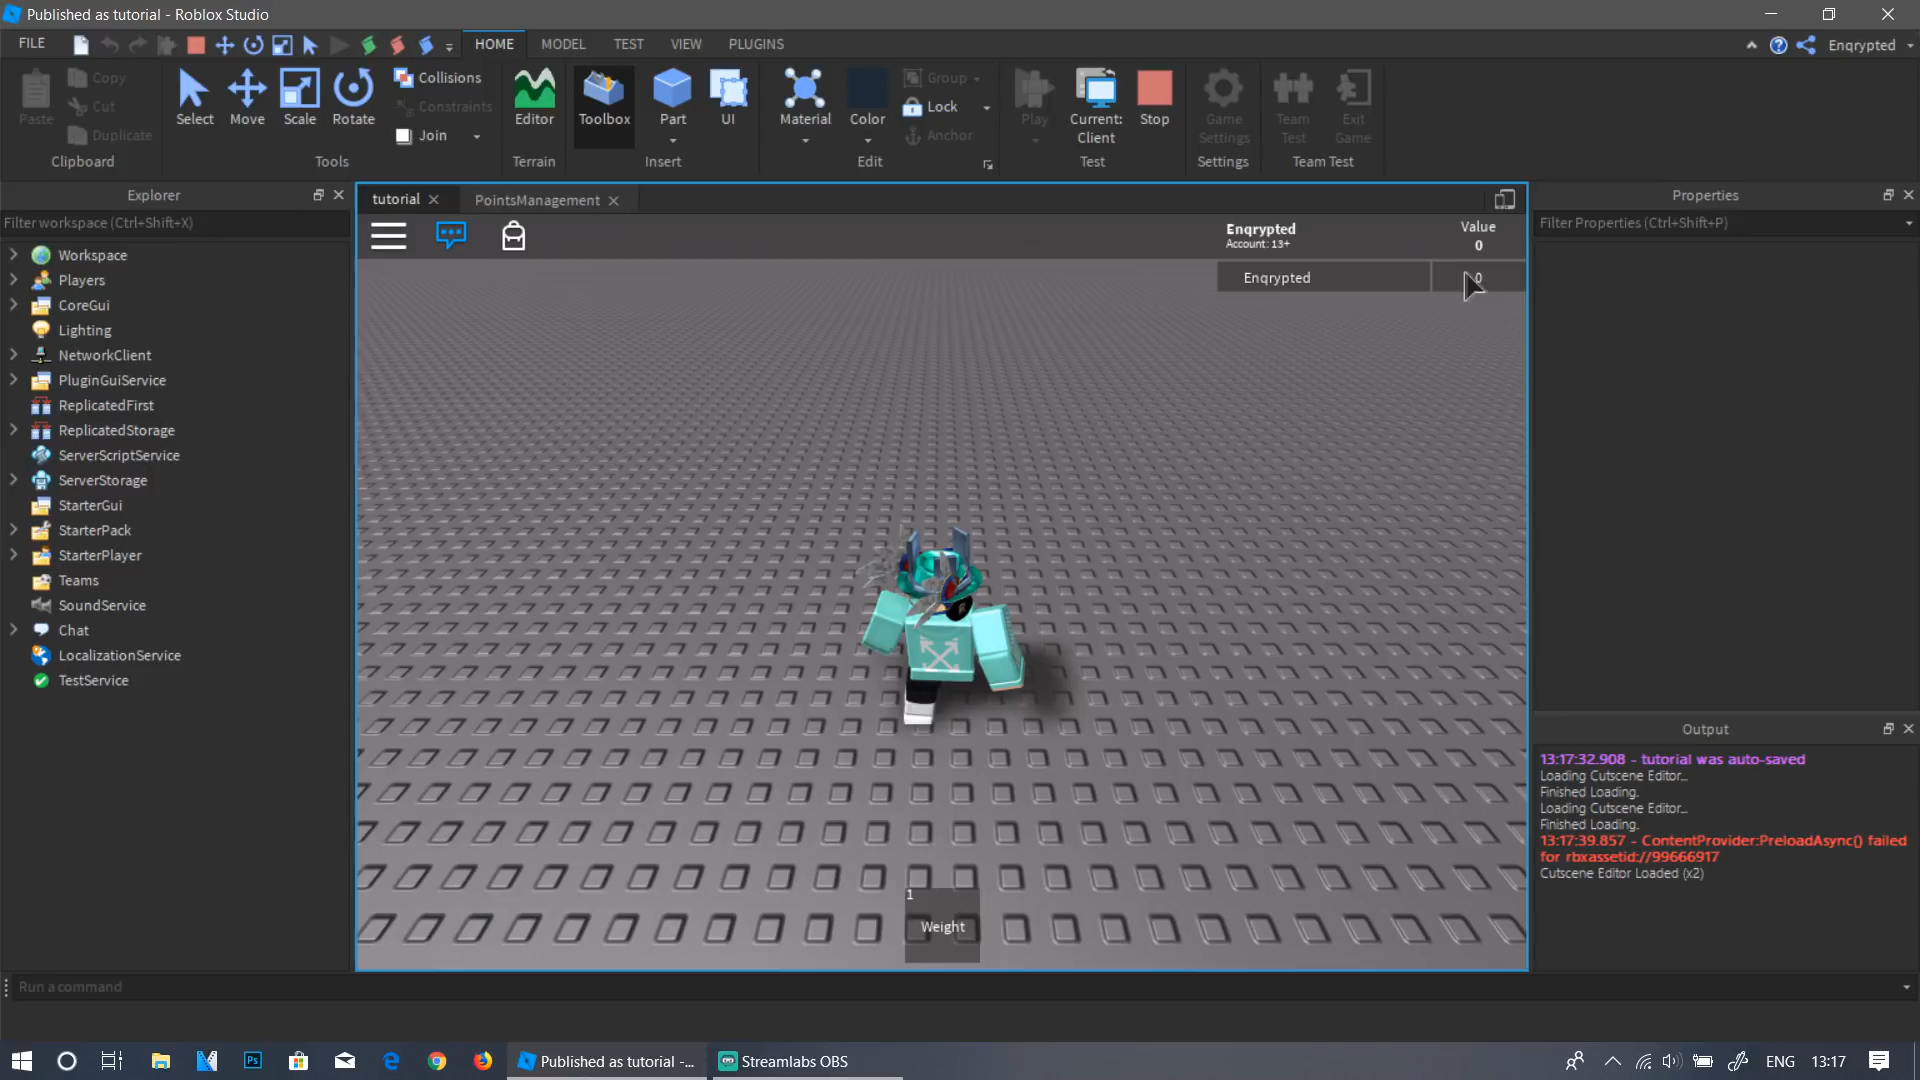 Published as tutorial - Roblox Studio
FILE
HOME
MODEL
TEST
VIEW
PLUGINS
Enqrypted
Paste
Copy
Cut
Duplicate
Clipboard
Select
Move
Scale
Rotate
Collisions
Constraints
Join
Tools
Editor
Terrain
Toolbox
Part
UI
Insert
Material
Color
Group
Lock
Anchor
Edit
Play
Current:
Client
Stop
Test
Game
Settings
Settings
Team
Test
Exit
Game
Team Test
Explorer
Filter workspace (Ctrl+Shift+X)
Workspace
Players
CoreGui
Lighting
NetworkClient
PluginGuiService
ReplicatedFirst
ReplicatedStorage
ServerScriptService
ServerStorage
StarterGui
StarterPack
StarterPlayer
Teams
SoundService
Chat
LocalizationService
TestService
tutorial
PointsManagement
Enqrypted
Account: 13+
Value
0
Enqrypted
0
1
Weight
Properties
Filter Properties (Ctrl+Shift+P)
Output
13:17:32.908 - tutorial was auto-saved
Loading Cutscene Editor...
Finished Loading.
Loading Cutscene Editor...
Finished Loading.
13:17:39.857 - ContentProvider:PreloadAsync() failed
for rbxassetid://99666917
Cutscene Editor Loaded (x2)
Run a command
Ps
Published as tutorial -...
Streamlabs OBS
ENG
13:17